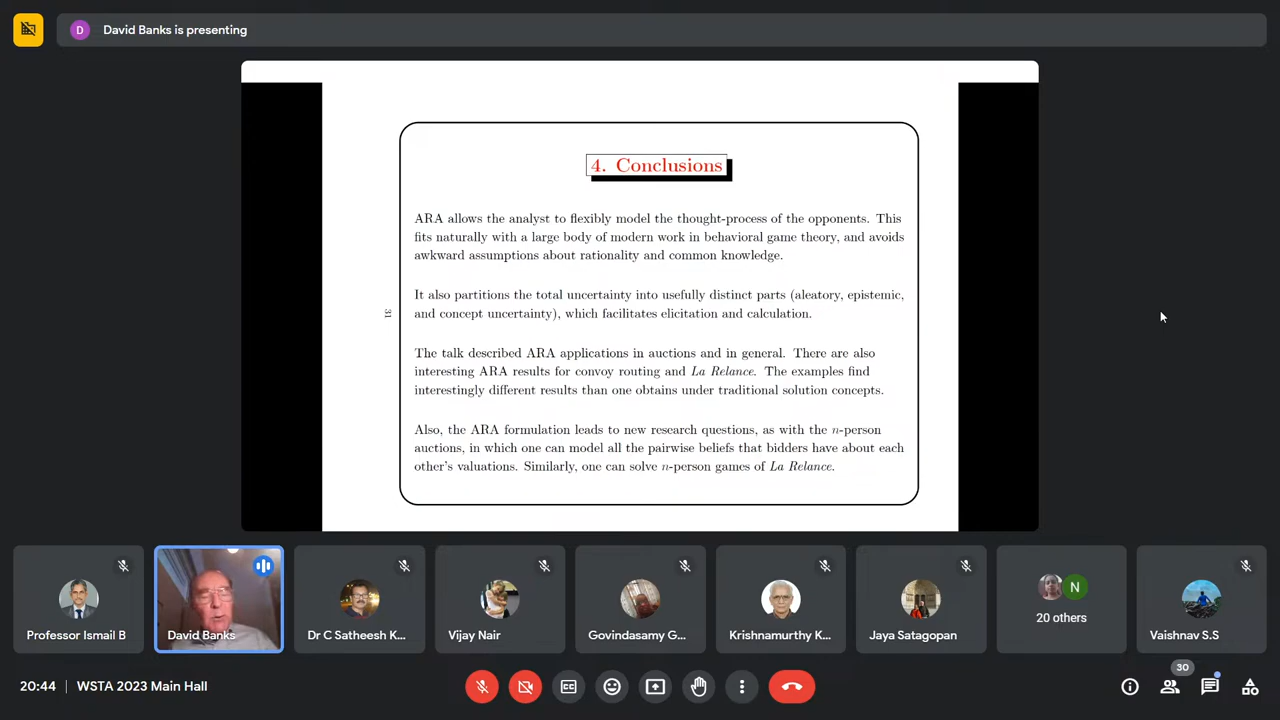 D
David Banks is presenting
4. Conclusions
ARA allows the analyst to flexibly model the thought-process of the opponents. This
fits naturally with a large body of modern work in behavioral game theory, and avoids
awkward assumptions about rationality and common knowledge.
It also partitions the total uncertainty into usefully distinct parts (aleatory, epistemic,
and concept uncertainty), which facilitates elicitation and calculation.
31
The talk described ARA applications in auctions and in general. There are also
interesting ARA results for convoy routing and La Relance. The examples find
interestingly different results than one obtains under traditional solution concepts.
Also, the ARA formulation leads to new research questions, as with the n-person
auctions, in which one can model all the pairwise beliefs that bidders have about each
other's valuations. Similarly, one can solve n-person games of La Relance.
N
Professor Ismail B
David Banks
Dr C Satheesh K...
Vijay Nair
Govindasamy G...
Krishnamurthy K...
Jaya Satagopan
20 others
Vaishnav S.S
20:44 | WSTA 2023 Main Hall
CC
30